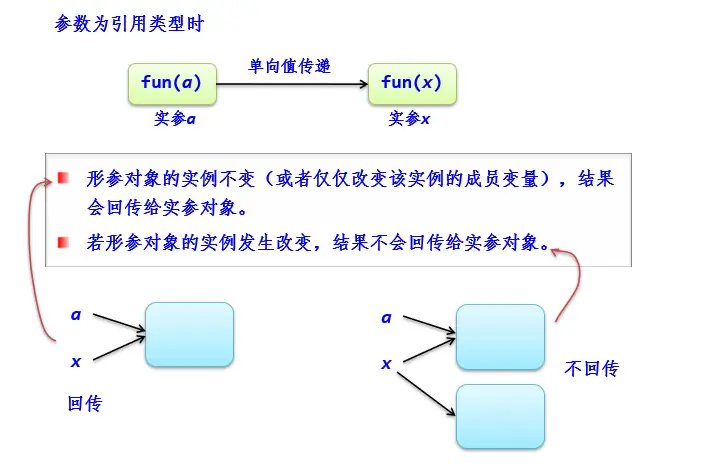 参数为引用类型时
单向值传递
fun(a)
fun(x)
实参a
实参x
形参对象的实例不变（或者仅仅改变该实例的成员变量），结果
会回传给实参对象。
若形参对象的实例发生改变，结果不会回传给实参对象。
a
x
回传
a
x
不回传